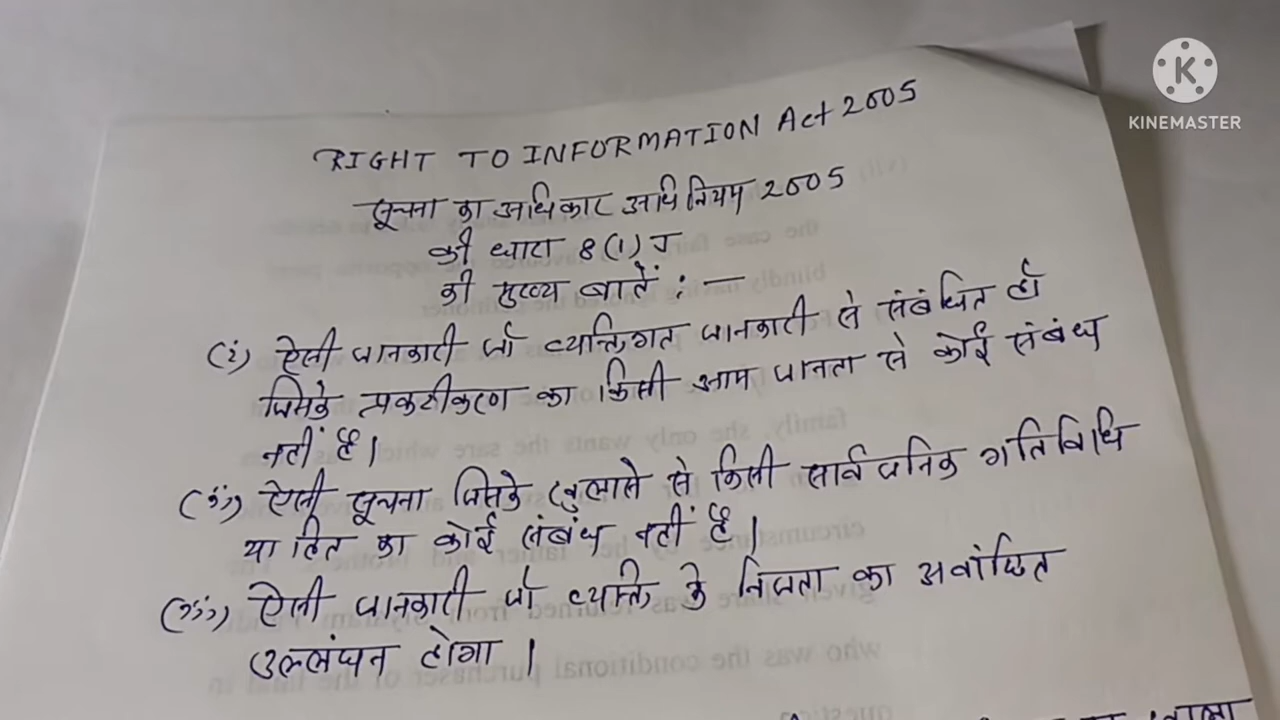 KINEMASTER
RIGHT TO INFORMATION Act 2005
सूचना का अधिकार अधिनियम 2005
की धारा 8 (1) ज
की मुख्य बातें : —
(i) ऐसी जानकारी जो व्यक्तिगत जानकारी से संबंधित हो
जिसके प्रकटीकरण का किसी आम जानता से कोई संबंध
नहीं है।
(ii) ऐसी सूचना जिसके खुलासे से किसी सार्वजनिक गतिविधि
या हित का कोई संबंध नहीं है।
(iii) ऐसी जानकारी जो व्यक्ति के निजता का अवांछित
उल्लंघन होगा।